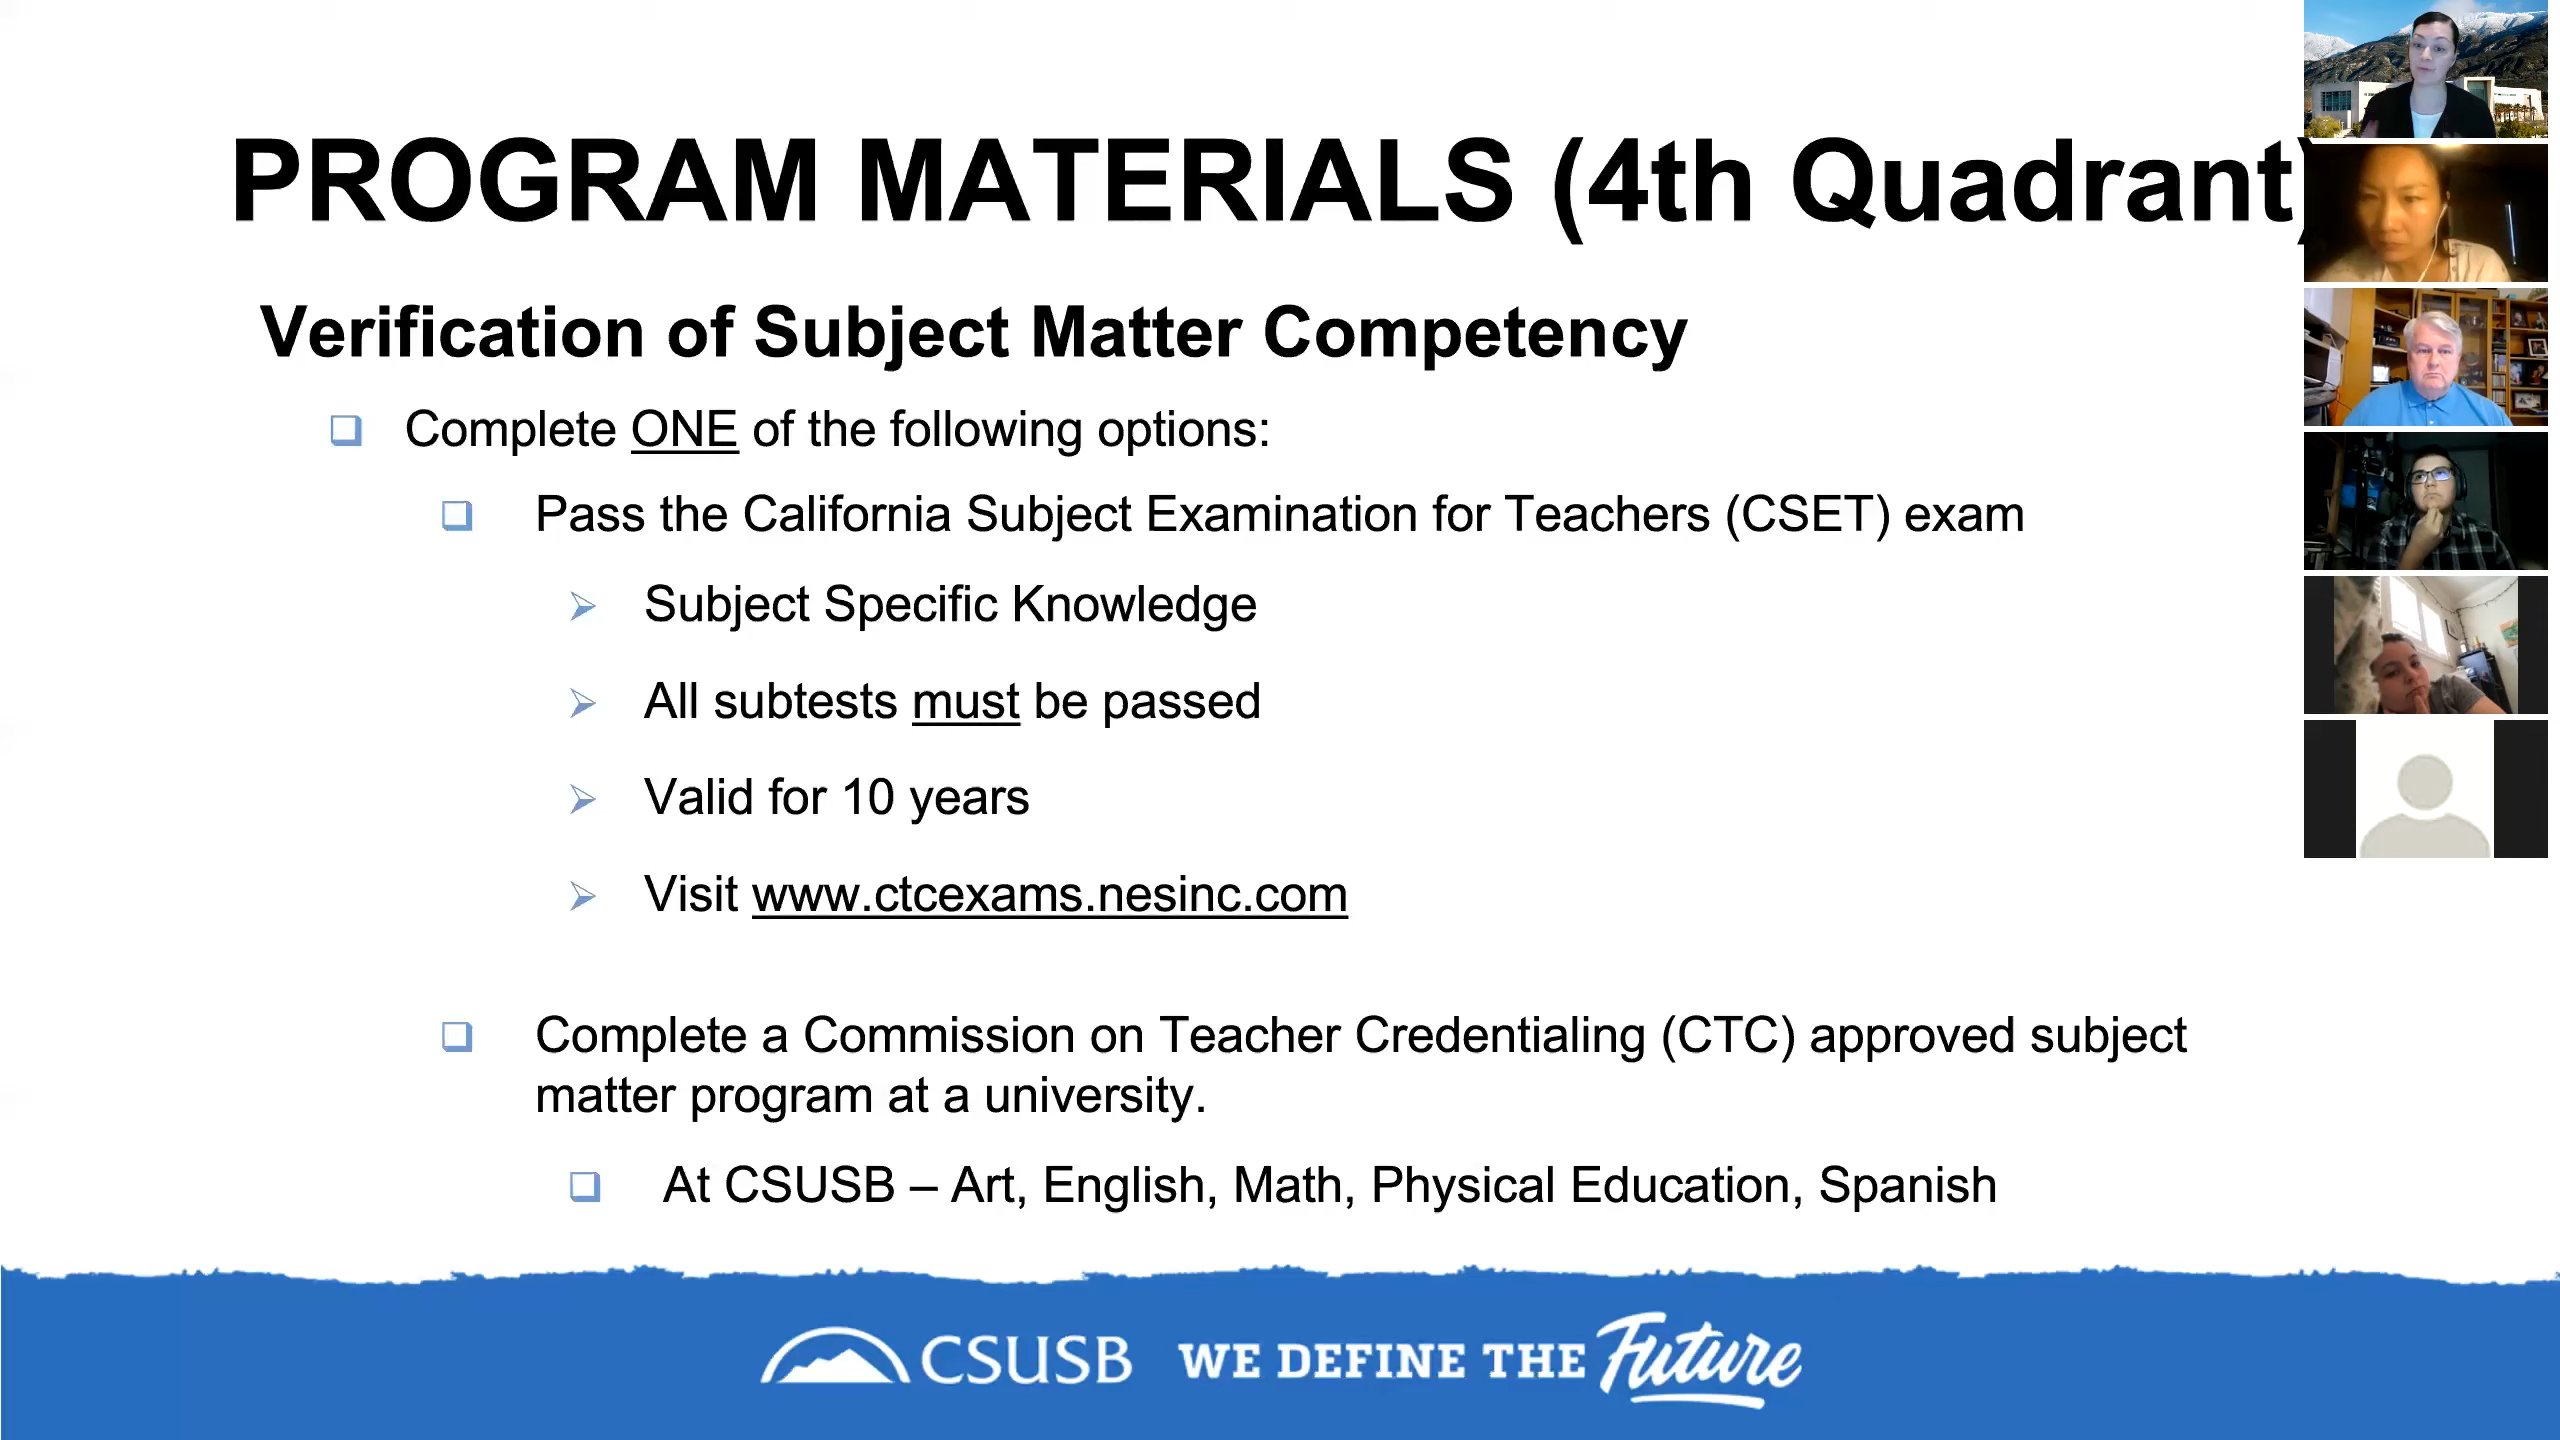 PROGRAM MATERIALS (4th Quadrant)
Verification of Subject Matter Competency
Complete ONE of the following options:
Pass the California Subject Examination for Teachers (CSET) exam
Subject Specific Knowledge
All subtests must be passed
Valid for 10 years
Visit www.ctcexams.nesinc.com
Complete a Commission on Teacher Credentialing (CTC) approved subject
matter program at a university.
At CSUSB – Art, English, Math, Physical Education, Spanish
CSUSB WE DEFINE THE Future